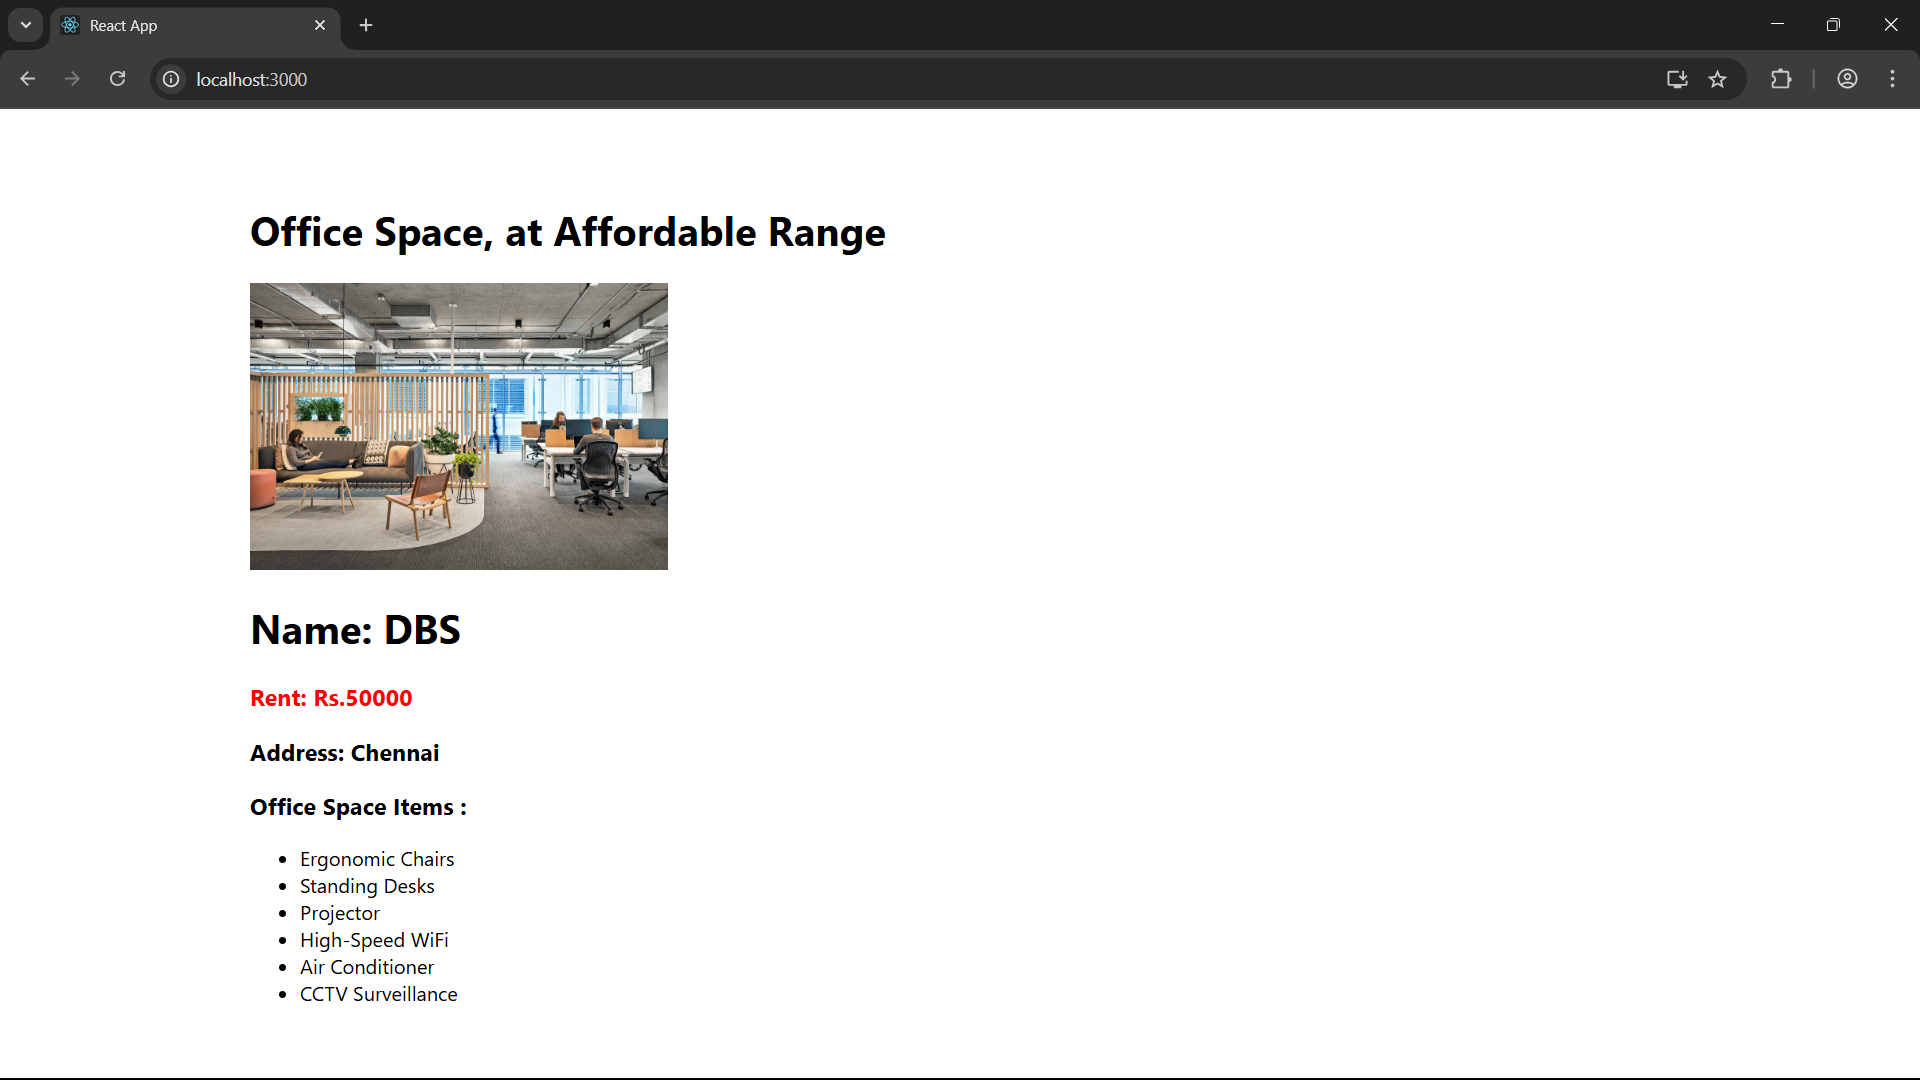 React App
localhost:3000
Office Space, at Affordable Range
Name: DBS
Rent: Rs.50000
Address: Chennai
Office Space Items :
Ergonomic Chairs
Standing Desks
Projector
High-Speed WiFi
Air Conditioner
CCTV Surveillance